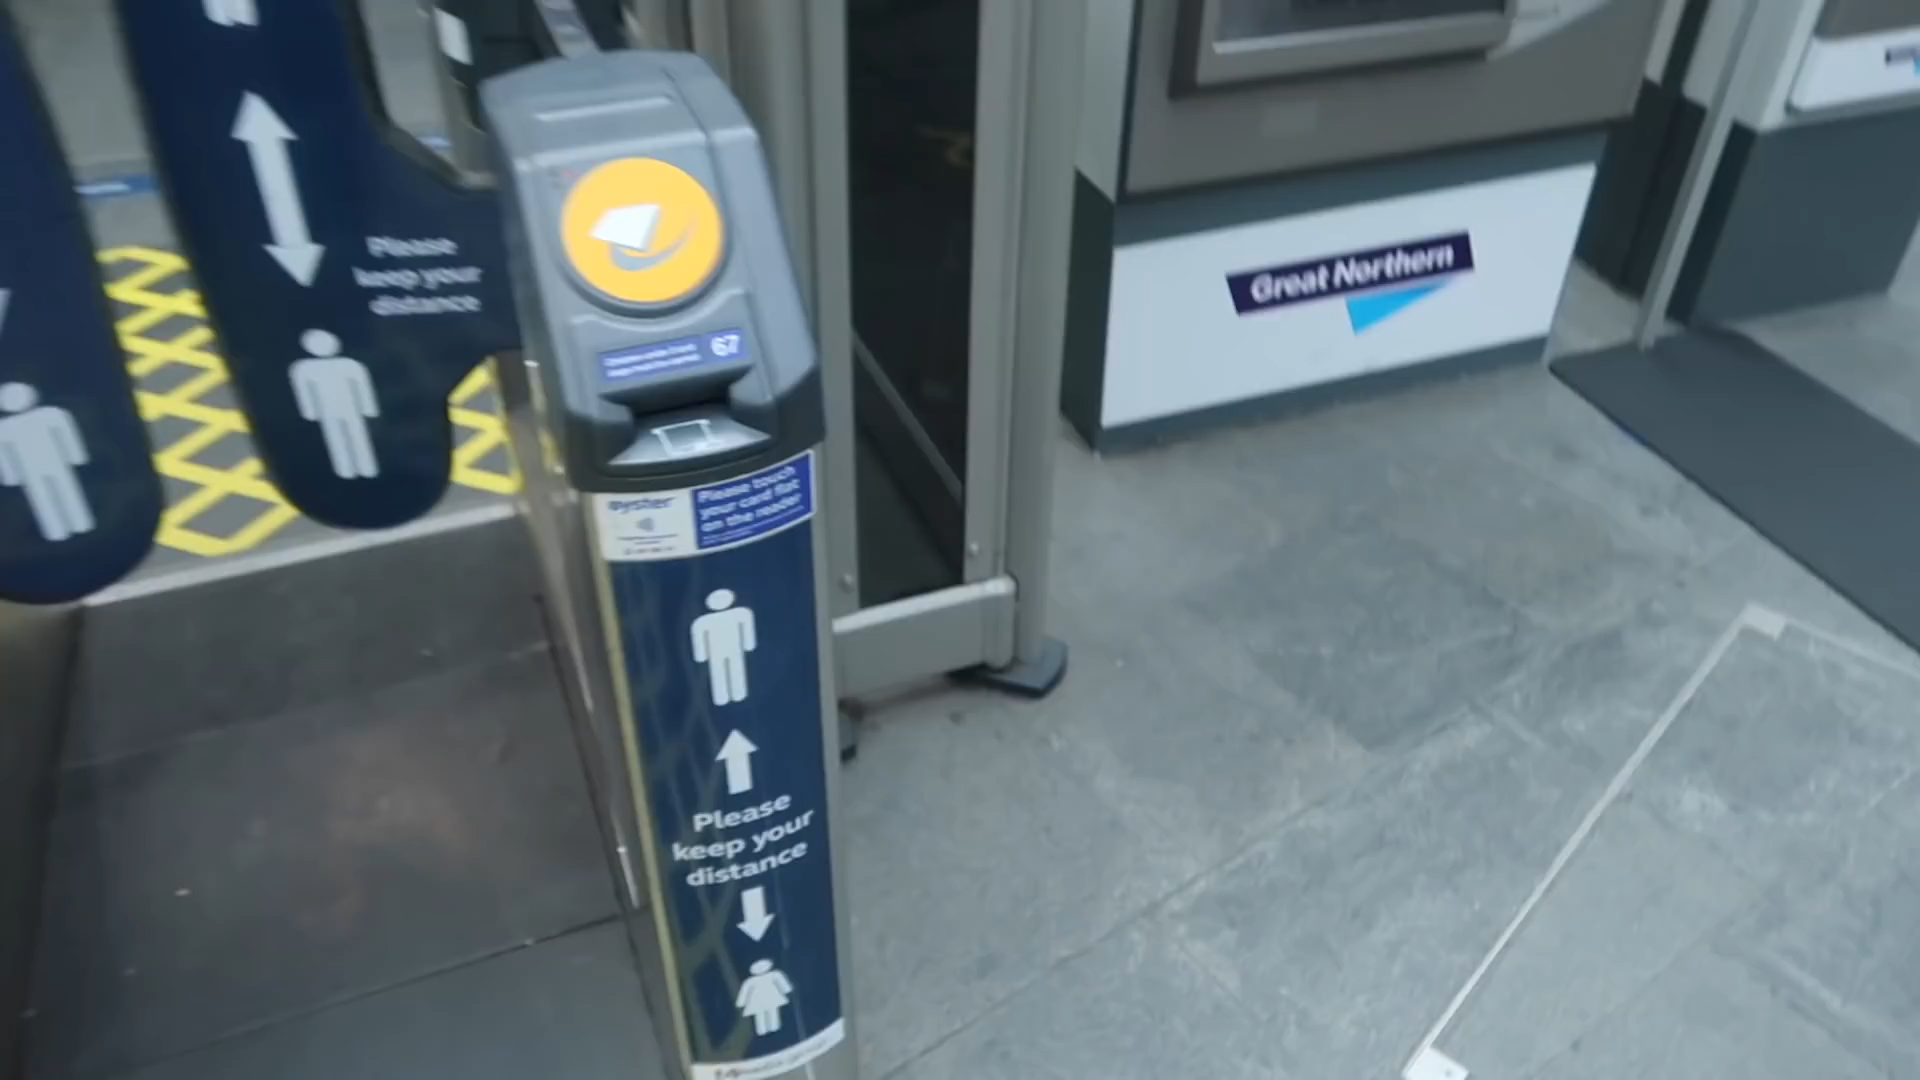 Please
keep your
distance
Great Northern
67
oyster
Please touch
your card flat
on the reader
Please
keep your
distance